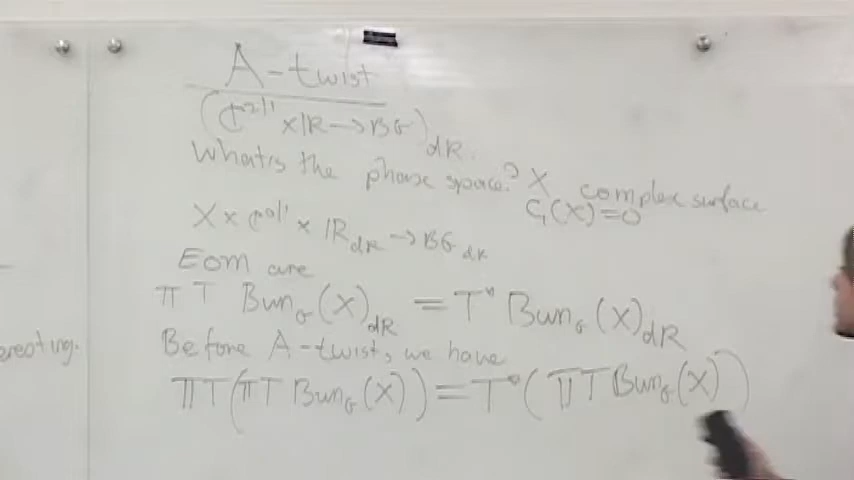 A-twist
(ℂ^{2|1} × ℝ → BG)_{dR}.
What's the phase space? X complex surface
C₁(X)=0
X × ℂ^{0|1} × ℝ_{dR} → BG_{dR}
Eom are
ΠT Bun_G(X)_{dR} = T* Bun_G(X)_{dR}
Before A-twist, we have
ΠT(ΠT Bun_G(X)) = T*(ΠT Bun_G(X))